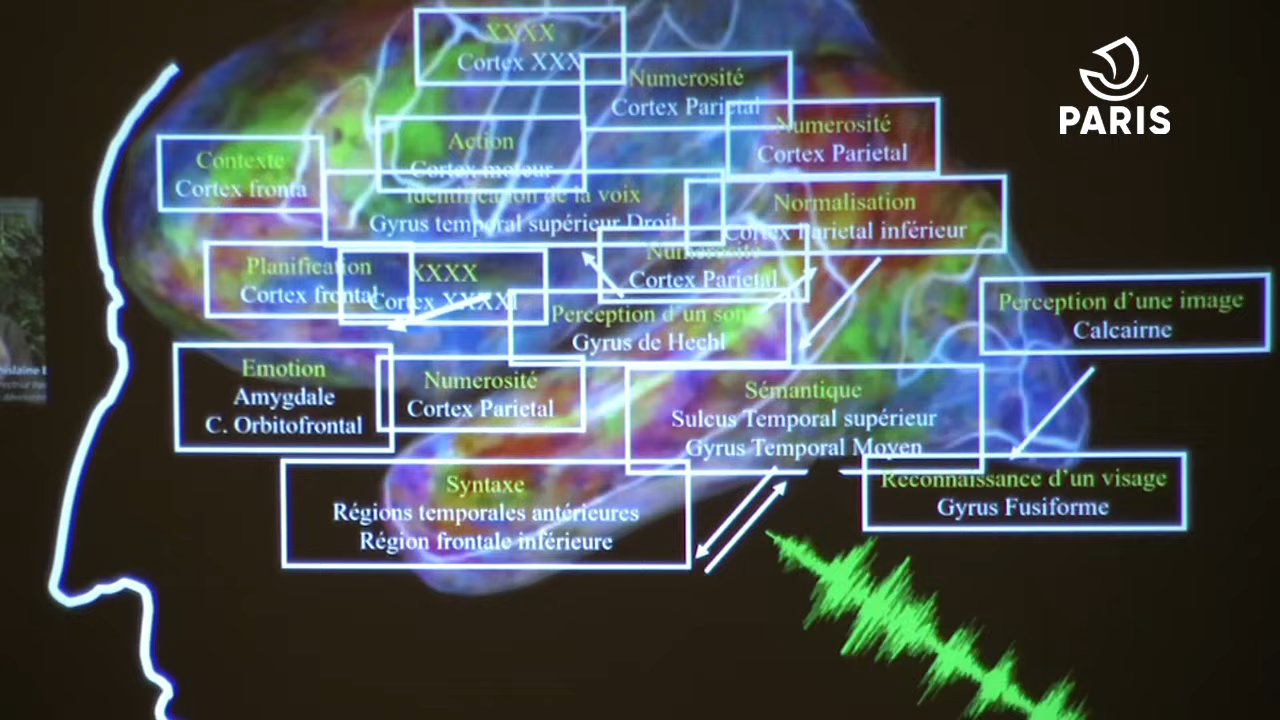 XXXX
Cortex XXX
Numerosité
Cortex Parietal
PARIS
Numerosité
Cortex Parietal
Action
Cortex moteur
Contexte
Cortex fronta
Identification de la voix
Gyrus temporal supérieur Droit
Normalisation
Cortex Parietal inférieur
Numerosité
Cortex Parietal
Planification
Cortex frontal
XXXX
Cortex XXXX
Perception d'un son
Gyrus de Hechl
Perception d'une image
Calcairne
Emotion
Amygdale
C. Orbitofrontal
Numerosité
Cortex Parietal
Sémantique
Sulcus Temporal supérieur
Gyrus Temporal Moyen
Reconnaissance d'un visage
Gyrus Fusiforme
Syntaxe
Régions temporales antérieures
Région frontale inférieure